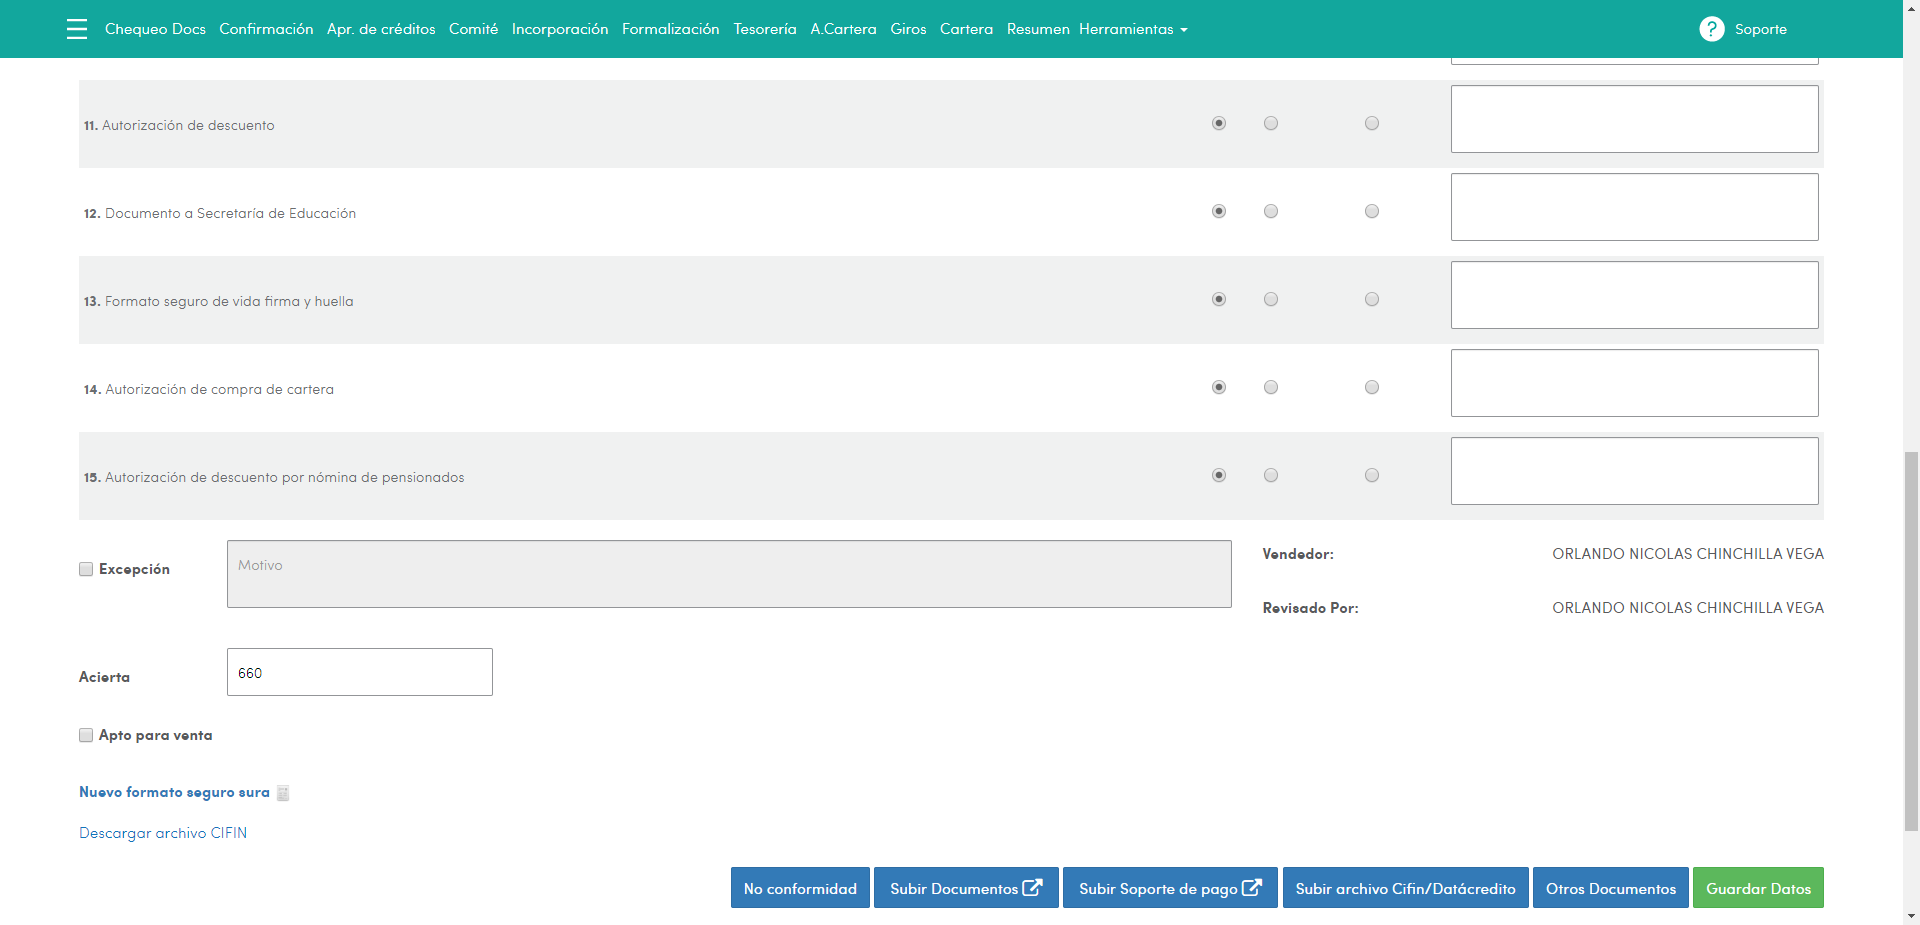 Chequeo Docs Confirmación Apr. de créditos Comité Incorporación Formalización Tesorería A.Cartera Giros Cartera Resumen Herramientas ? Soporte
11. Autorización de descuento
12. Documento a Secretaría de Educación
13. Formato seguro de vida firma y huella
14. Autorización de compra de cartera
15. Autorización de descuento por nómina de pensionados
Excepción Motivo Vendedor: ORLANDO NICOLAS CHINCHILLA VEGA
Revisado Por: ORLANDO NICOLAS CHINCHILLA VEGA
Acierta 660
Apto para venta
Nuevo formato seguro sura
Descargar archivo CIFIN
No conformidad Subir Documentos Subir Soporte de pago Subir archivo Cifin/Datácredito Otros Documentos Guardar Datos